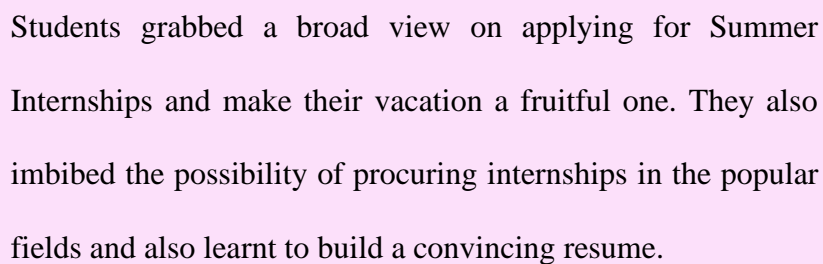 Students grabbed a broad view on applying for Summer
Internships and make their vacation a fruitful one. They also
imbibed the possibility of procuring internships in the popular
fields and also learnt to build a convincing resume.